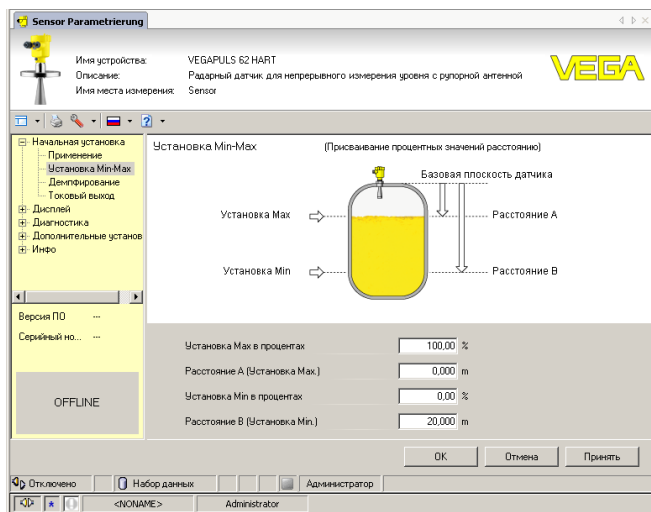 Sensor Parametrierung
Имя устройства: VEGAPULS 62 HART
Описание: Радарный датчик для непрерывного измерения уровня с рупорной антенной
Имя места измерения: Sensor
VEGA
Начальная установка
Применение
Установка Min-Max
Демпфирование
Токовый выход
Дисплей
Диагностика
Дополнительные установ
Инфо
Версия ПО ---
Серийный но... ---
OFFLINE
Установка Min-Max (Присваивание процентных значений расстоянию)
Базовая плоскость датчика
Установка Max
Расстояние A
Установка Min
Расстояние B
Установка Max в процентах 100,00 %
Расстояние A (Установка Max.) 0,000 m
Установка Min в процентах 0,00 %
Расстояние B (Установка Min.) 20,000 m
OK Отмена Принять
Отключено Набор данных Администратор
<NONAME> Administrator